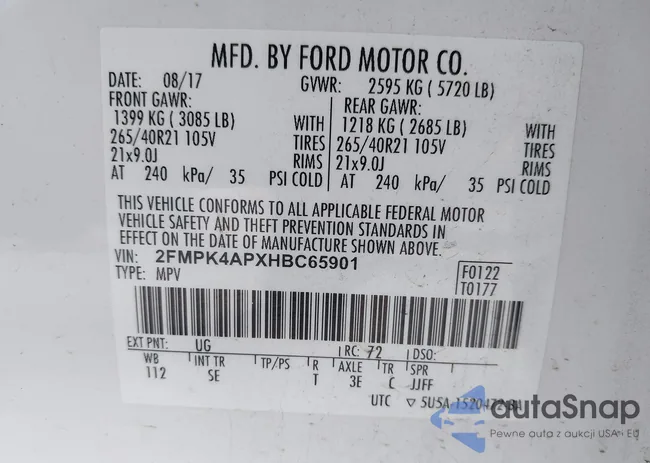 MFD. BY FORD MOTOR CO.
DATE: 08/17 GVWR: 2595 KG ( 5720 LB)
FRONT GAWR: REAR GAWR:
1399 KG ( 3085 LB) WITH 1218 KG ( 2685 LB) WITH
265/40R21 105V TIRES 265/40R21 105V TIRES
21x9.0J RIMS 21x9.0J RIMS
AT 240 kPa/ 35 PSI COLD AT 240 kPa/ 35 PSI COLD
THIS VEHICLE CONFORMS TO ALL APPLICABLE FEDERAL MOTOR
VEHICLE SAFETY AND THEFT PREVENTION STANDARDS IN
EFFECT ON THE DATE OF MANUFACTURE SHOWN ABOVE.
VIN: 2FMPK4APXHBC65901
TYPE: MPV
F0122
T0177
EXT PNT: UG RC: 72 DSO:
WB INT TR TP/PS R AXLE TR SPR
112 SE T 3E C JJFF
UTC ▽ 5U5A 1520472
autoSnap
Pewne auta z aukcji USA - EU